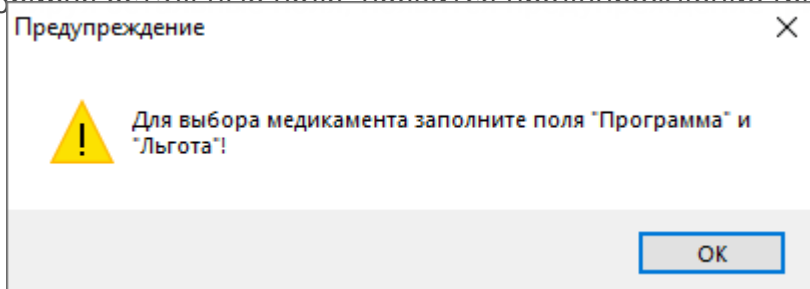 Предупреждение
Для выбора медикамента заполните поля "Программа" и
"Льгота"!
OK